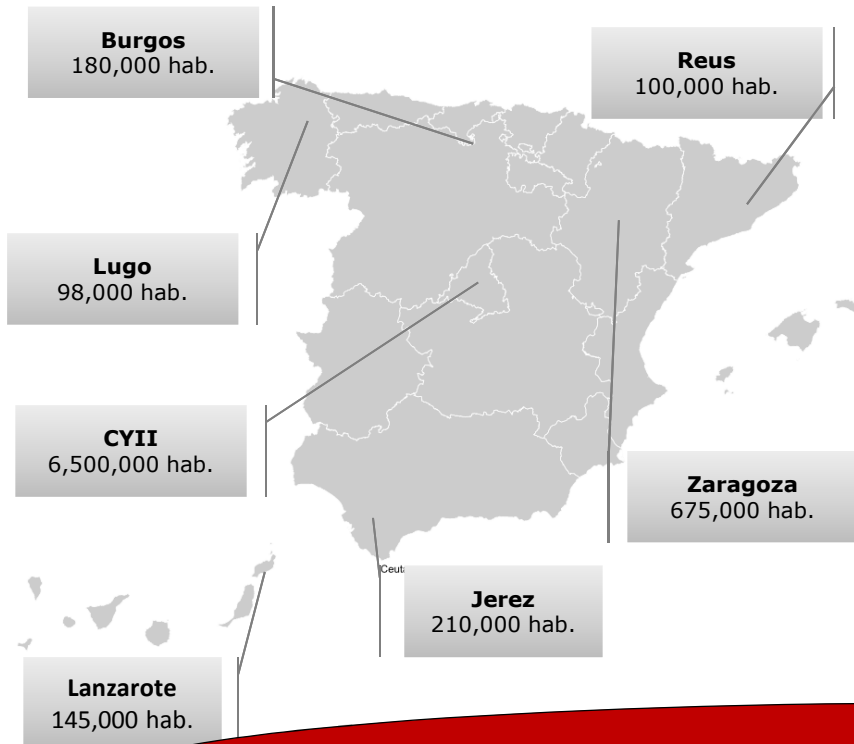 Burgos
180,000 hab.
Reus
100,000 hab.
Lugo
98,000 hab.
CYII
6,500,000 hab.
Zaragoza
675,000 hab.
Ceut
Jerez
210,000 hab.
Lanzarote
145,000 hab.